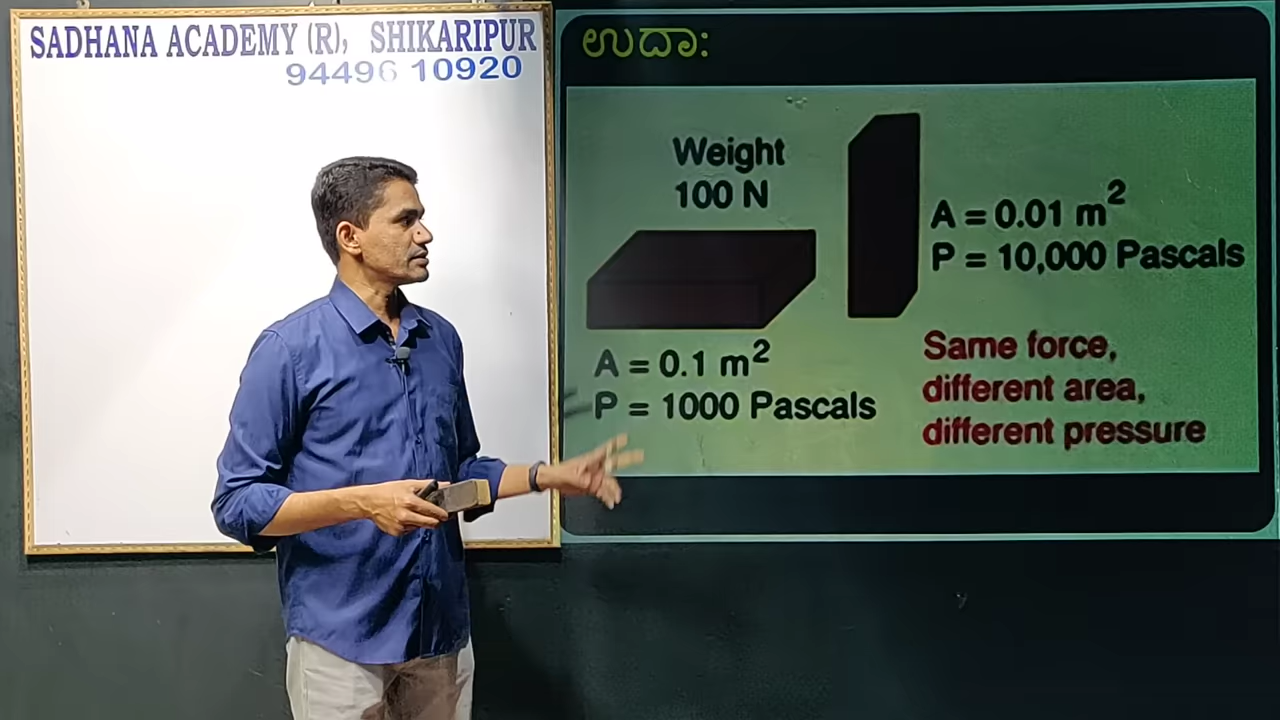 SADHANA ACADEMY (R), SHIKARIPUR
94496 10920
ಉದಾ:
Weight
100 N
A = 0.1 m²
P = 1000 Pascals
A = 0.01 m²
P = 10,000 Pascals
Same force,
different area,
different pressure